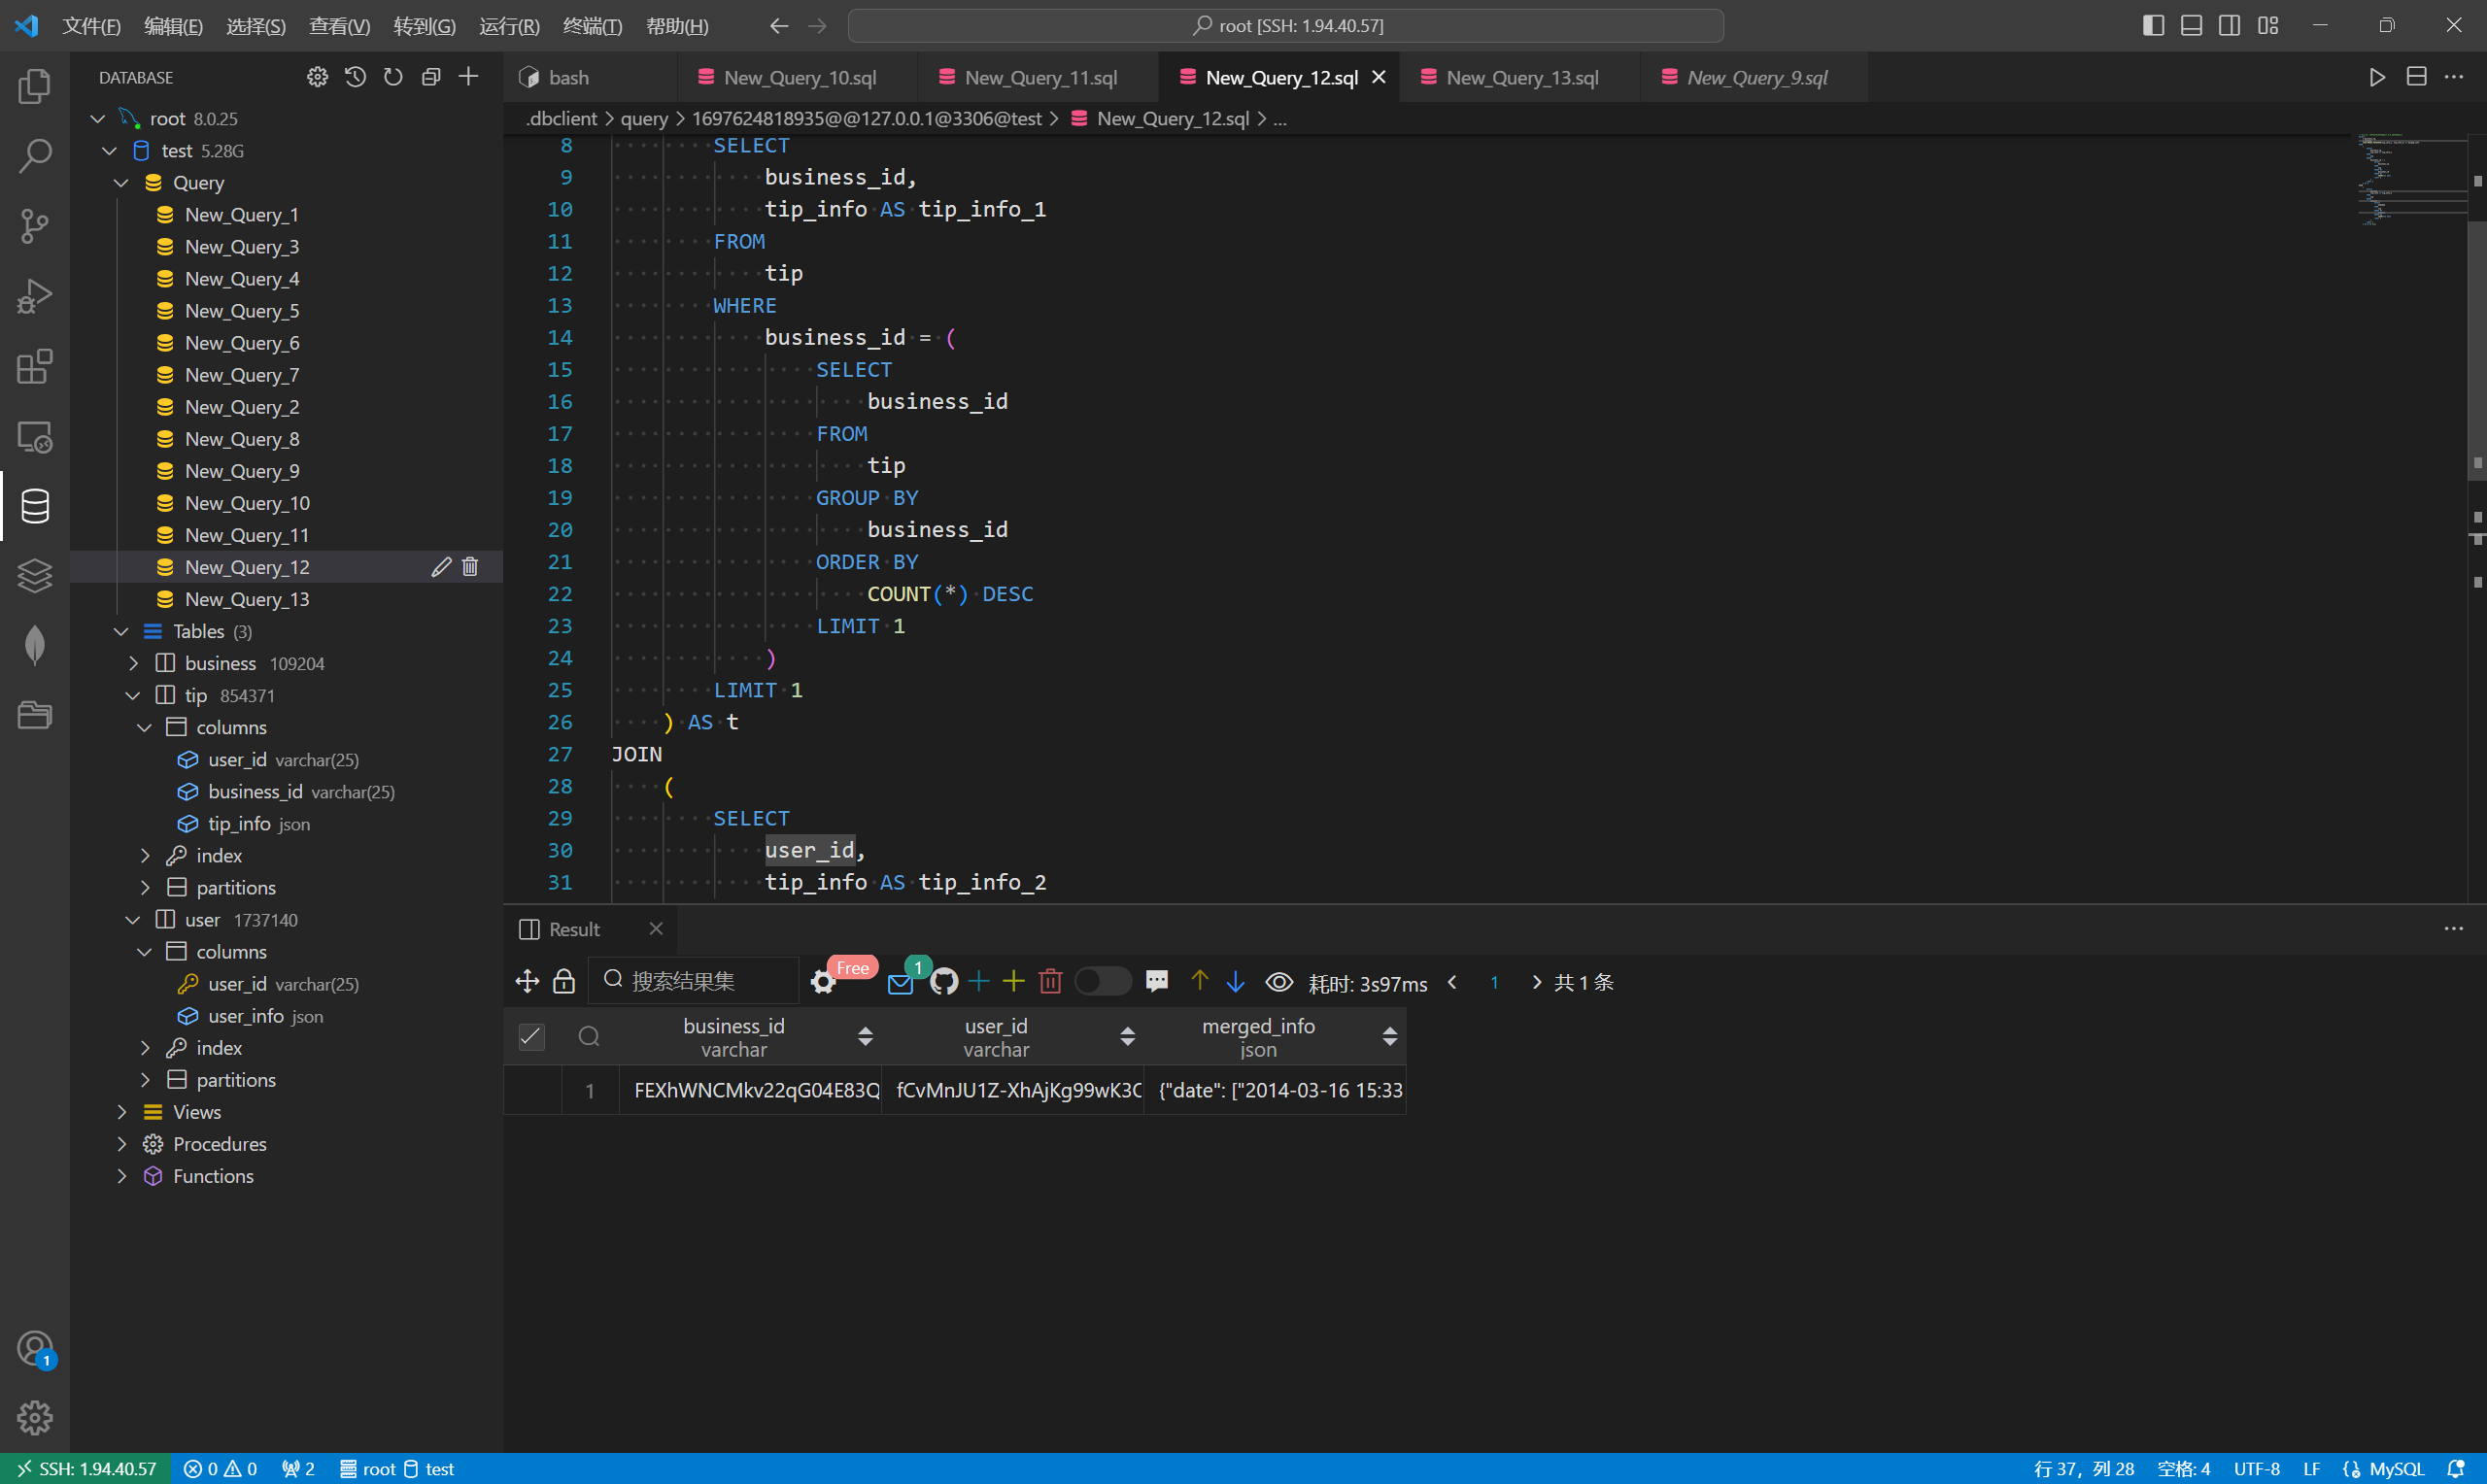 文件(F) 编辑(E) 选择(S) 查看(V) 转到(G) 运行(R) 终端(T) 帮助(H) root [SSH: 1.94.40.57]
DATABASE
root 8.0.25
test 5.28G
Query
New_Query_1
New_Query_3
New_Query_4
New_Query_5
New_Query_6
New_Query_7
New_Query_2
New_Query_8
New_Query_9
New_Query_10
New_Query_11
New_Query_12
New_Query_13
Tables (3)
business 109204
tip 854371
columns
user_id varchar(25)
business_id varchar(25)
tip_info json
index
partitions
user 1737140
columns
user_id varchar(25)
user_info json
index
partitions
Views
Procedures
Functions
1
bash New_Query_10.sql New_Query_11.sql New_Query_12.sql New_Query_13.sql New_Query_9.sql
.dbclient > query > 1697624818935@@127.0.0.1@3306@test > New_Query_12.sql > ...
8 SELECT
9 business_id,
10 tip_info AS tip_info_1
11 FROM
12 tip
13 WHERE
14 business_id = (
15 SELECT
16 business_id
17 FROM
18 tip
19 GROUP BY
20 business_id
21 ORDER BY
22 COUNT(*) DESC
23 LIMIT 1
24 )
25 LIMIT 1
26 ) AS t
27 JOIN
28 (
29 SELECT
30 user_id,
31 tip_info AS tip_info_2
Result
搜索结果集 Free 1 耗时: 3s97ms 1 共 1 条
business_id user_id merged_info
varchar varchar json
1 FEXhWNCMkv22qG04E83Q fCvMnJU1Z-XhAjKg99wK3C {"date": ["2014-03-16 15:33
SSH: 1.94.40.57 0 0 2 root test 行 37，列 28 空格: 4 UTF-8 LF MySQL